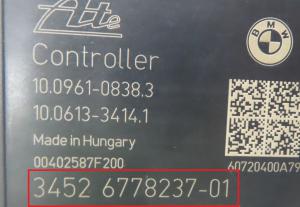 Ate
BMW
Controller
10.0961-0838.3
10.0613-3414.1
Made in Hungary
00402587F200
60720400A79
3452 6778237-01